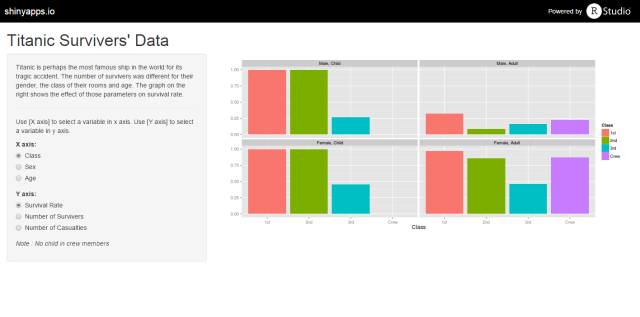 shinyapps.io
Powered by R Studio
Titanic Survivers' Data
Titanic is perhaps the most famous ship in the world for its
tragic accident. The number of survivers was different for their
gender, the class of their rooms and age. The graph on the
right shows the effect of those parameters on survival rate.
Use [X axis] to select a variable in x axis. Use [Y axis] to select
a variable in y axis.
X axis:
Class
Sex
Age
Y axis:
Survival Rate
Number of Survivers
Number of Casualties
Note : No child in crew members
Male, Child
Male, Adult
1.00
0.75
0.50
0.25
0.00
Female, Child
Female, Adult
1.00
0.75
0.50
0.25
0.00
1st 2nd 3rd Crew 1st 2nd 3rd Crew
Class
Class
1st
2nd
3rd
Crew